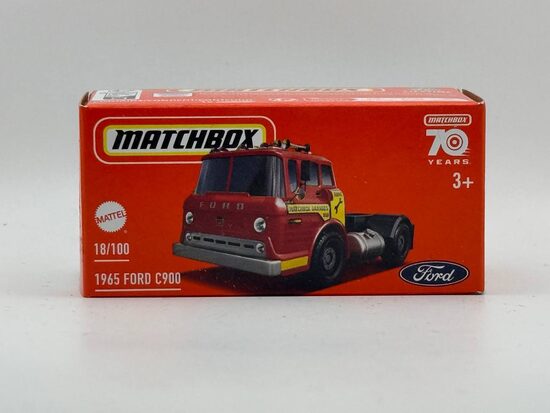 MATCHBOX
MATCHBOX
70
YEARS
3+
MATTEL
18/100
1965 FORD C900
FORD
Ford